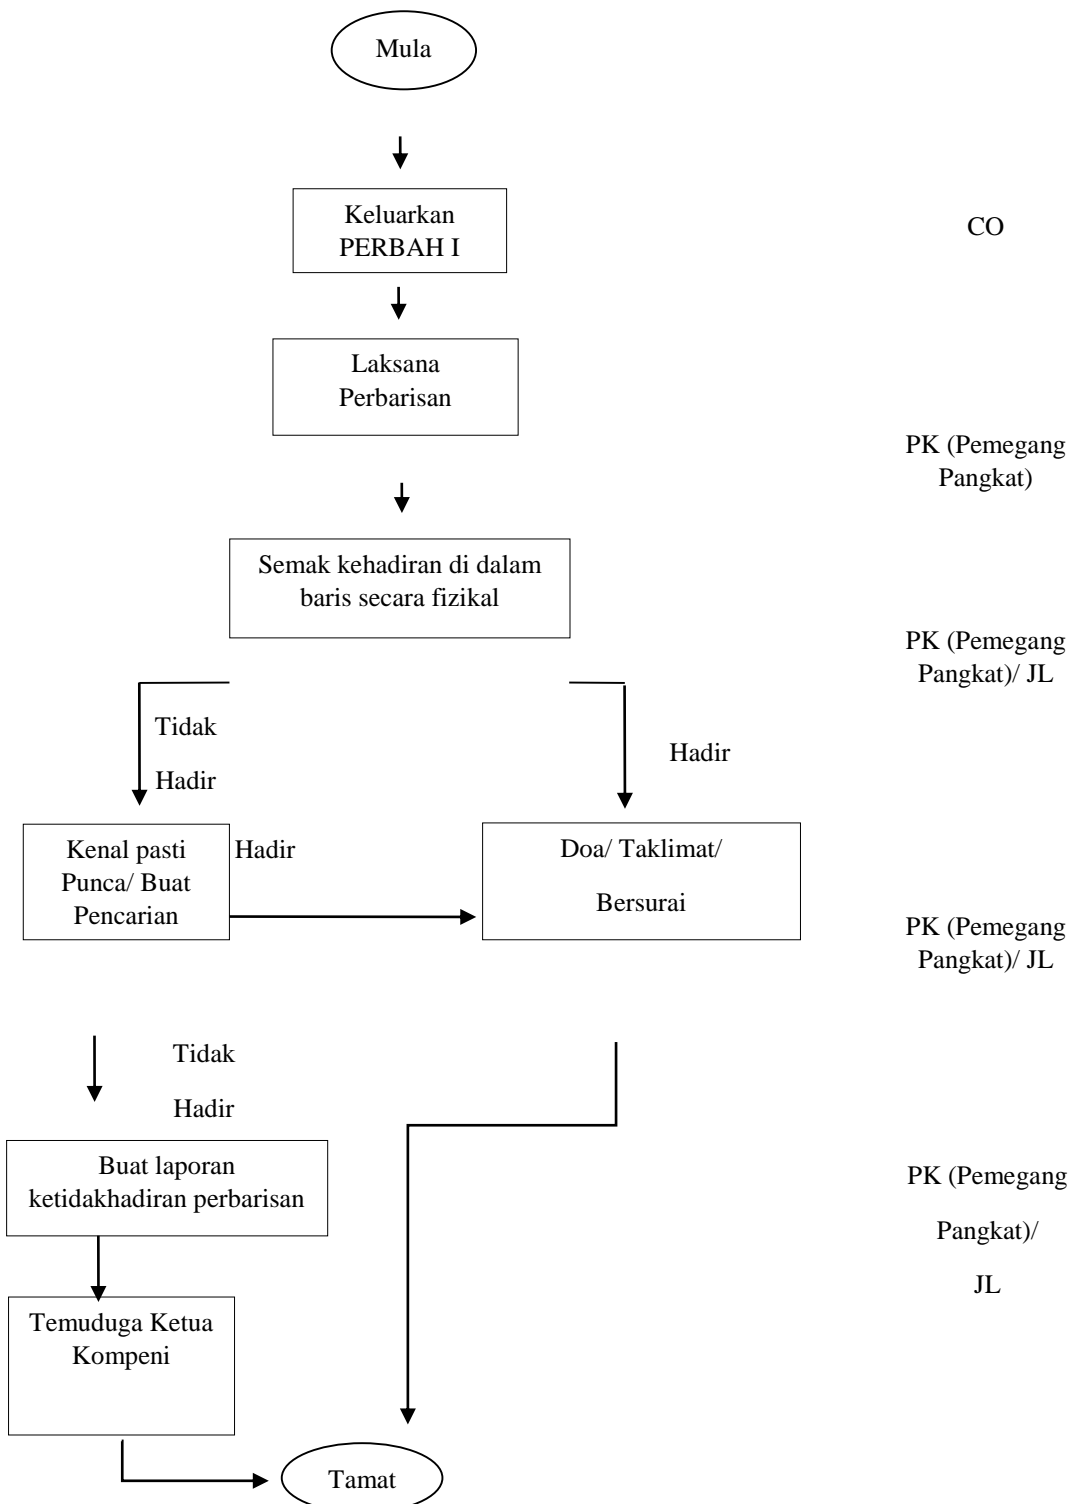 Mula
Keluarkan
PERBAH I
CO
Laksana
Perbarisan
PK (Pemegang
Pangkat)
Semak kehadiran di dalam
baris secara fizikal
PK (Pemegang
Pangkat)/ JL
Tidak
Hadir
Hadir
Kenal pasti
Punca/ Buat
Pencarian
Hadir
Doa/ Taklimat/
Bersurai
PK (Pemegang
Pangkat)/ JL
Tidak
Hadir
Buat laporan
ketidakhadiran perbarisan
PK (Pemegang
Pangkat)/
JL
Temuduga Ketua
Kompeni
Tamat